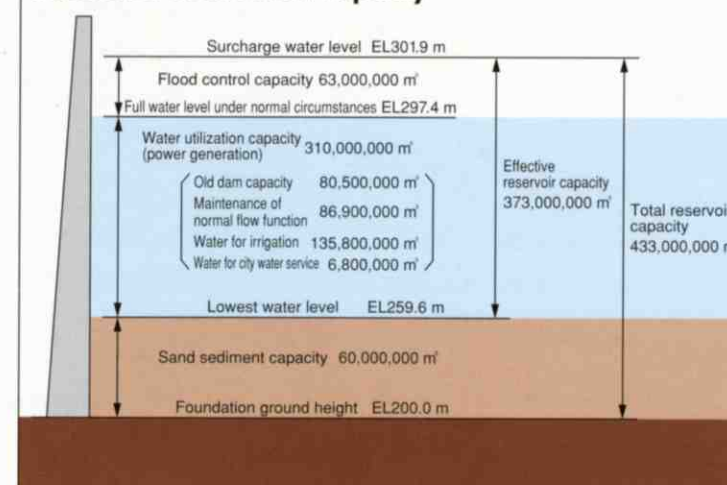 Surcharge water level EL301.9 m
Flood control capacity 63,000,000 ㎥
Full water level under normal circumstances EL297.4 m
Water utilization capacity
(power generation) 310,000,000 ㎥
Old dam capacity 80,500,000 ㎥
Maintenance of
normal flow function 86,900,000 ㎥
Water for irrigation 135,800,000 ㎥
Water for city water service 6,800,000 ㎥
Effective
reservoir capacity
373,000,000 ㎥
Total reservoi
capacity
433,000,000
Lowest water level EL259.6 m
Sand sediment capacity 60,000,000 ㎥
Foundation ground height EL200.0 m